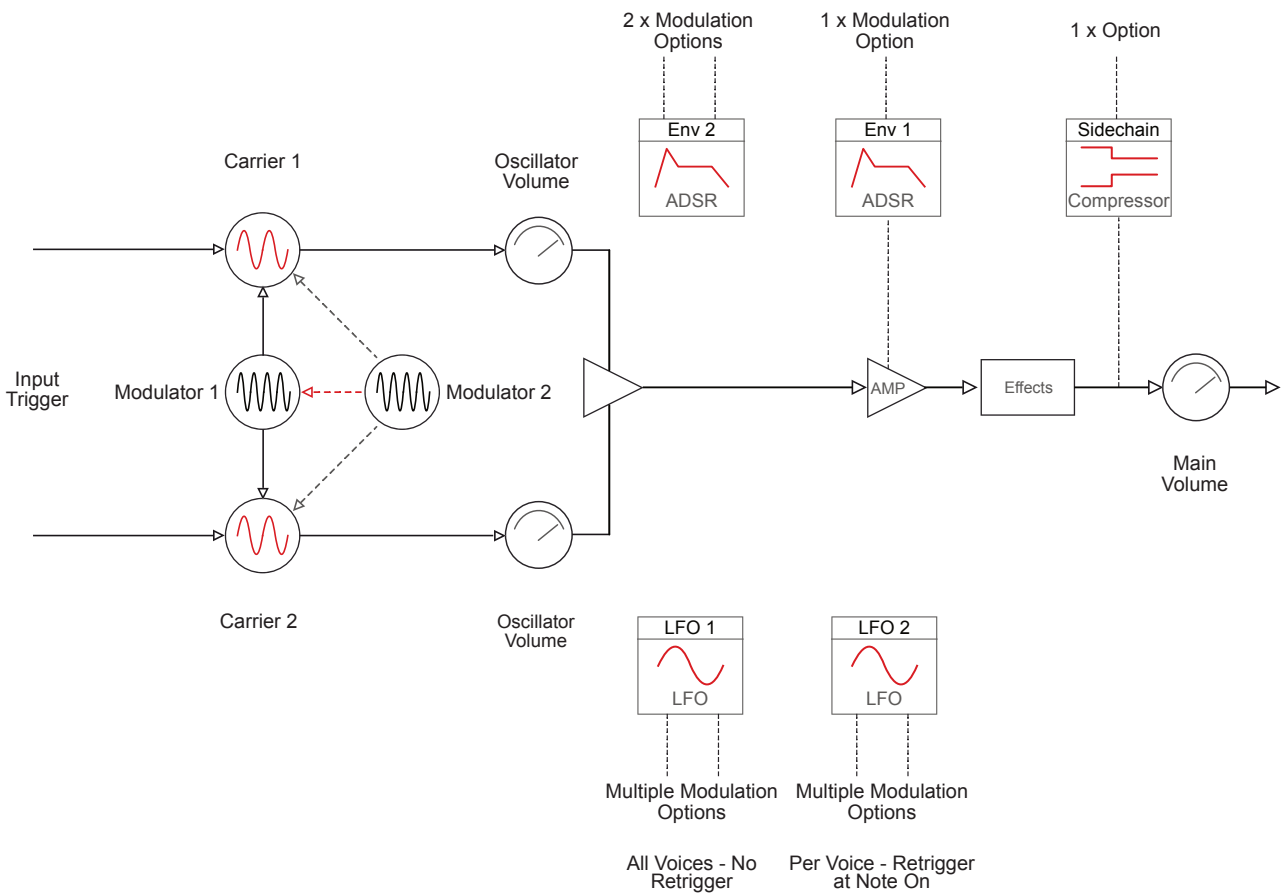 2 x Modulation
Options
1 x Modulation
Option
1 x Option
Env 2
ADSR
Env 1
ADSR
Sidechain
Compressor
Carrier 1
Oscillator
Volume
Input
Trigger
Modulator 1
Modulator 2
AMP
Effects
Main
Volume
Carrier 2
Oscillator
Volume
LFO 1
LFO
LFO 2
LFO
Multiple Modulation
Options
Multiple Modulation
Options
All Voices - No
Retrigger
Per Voice - Retrigger
at Note On